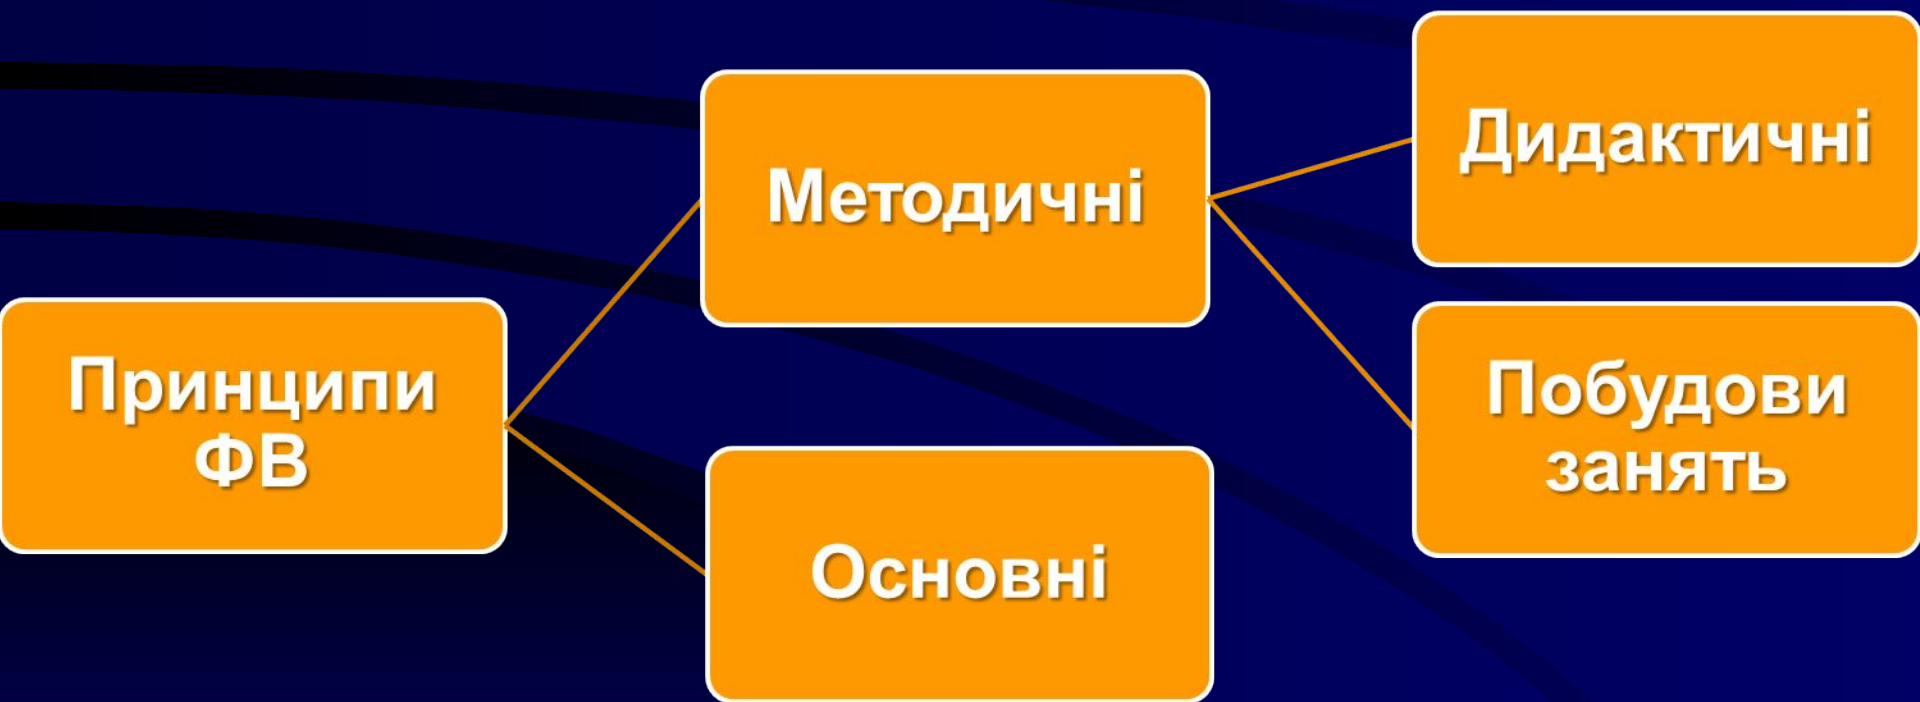 Принципи
ФВ
Методичні
Основні
Дидактичні
Побудови
занять